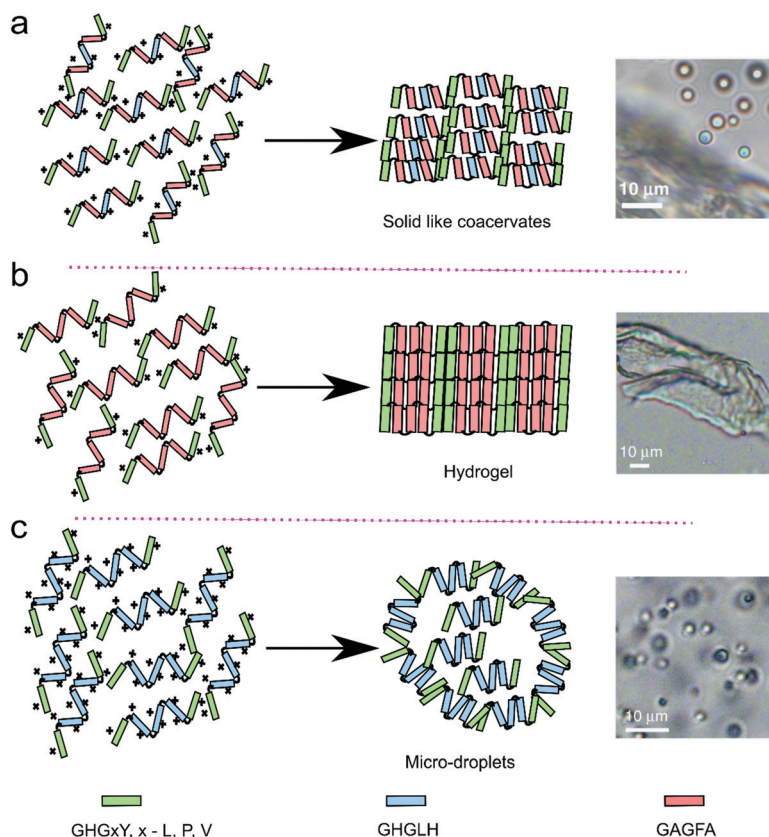 a
Solid like coacervates
10 μm
b
Hydrogel
10 μm
c
Micro-droplets
10 μm
GHGxY, x - L, P, V
GHGLH
GAGFA